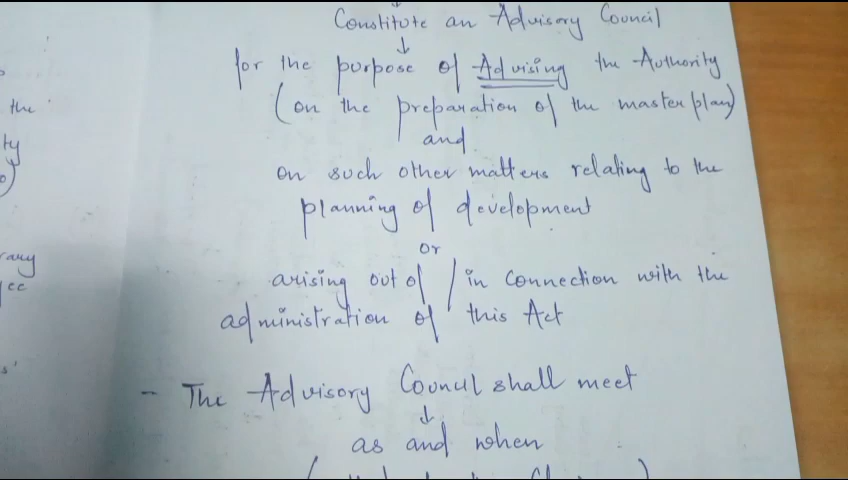 Constitute an Advisory Council
↓
for the purpose of Advising the Authority
(on the preparation of the master plan)
and
on such other matters relating to the
planning of development
or
arising out of / in connection with the
administration of this Act
- The Advisory Council shall meet
↓
as and when
the
ty